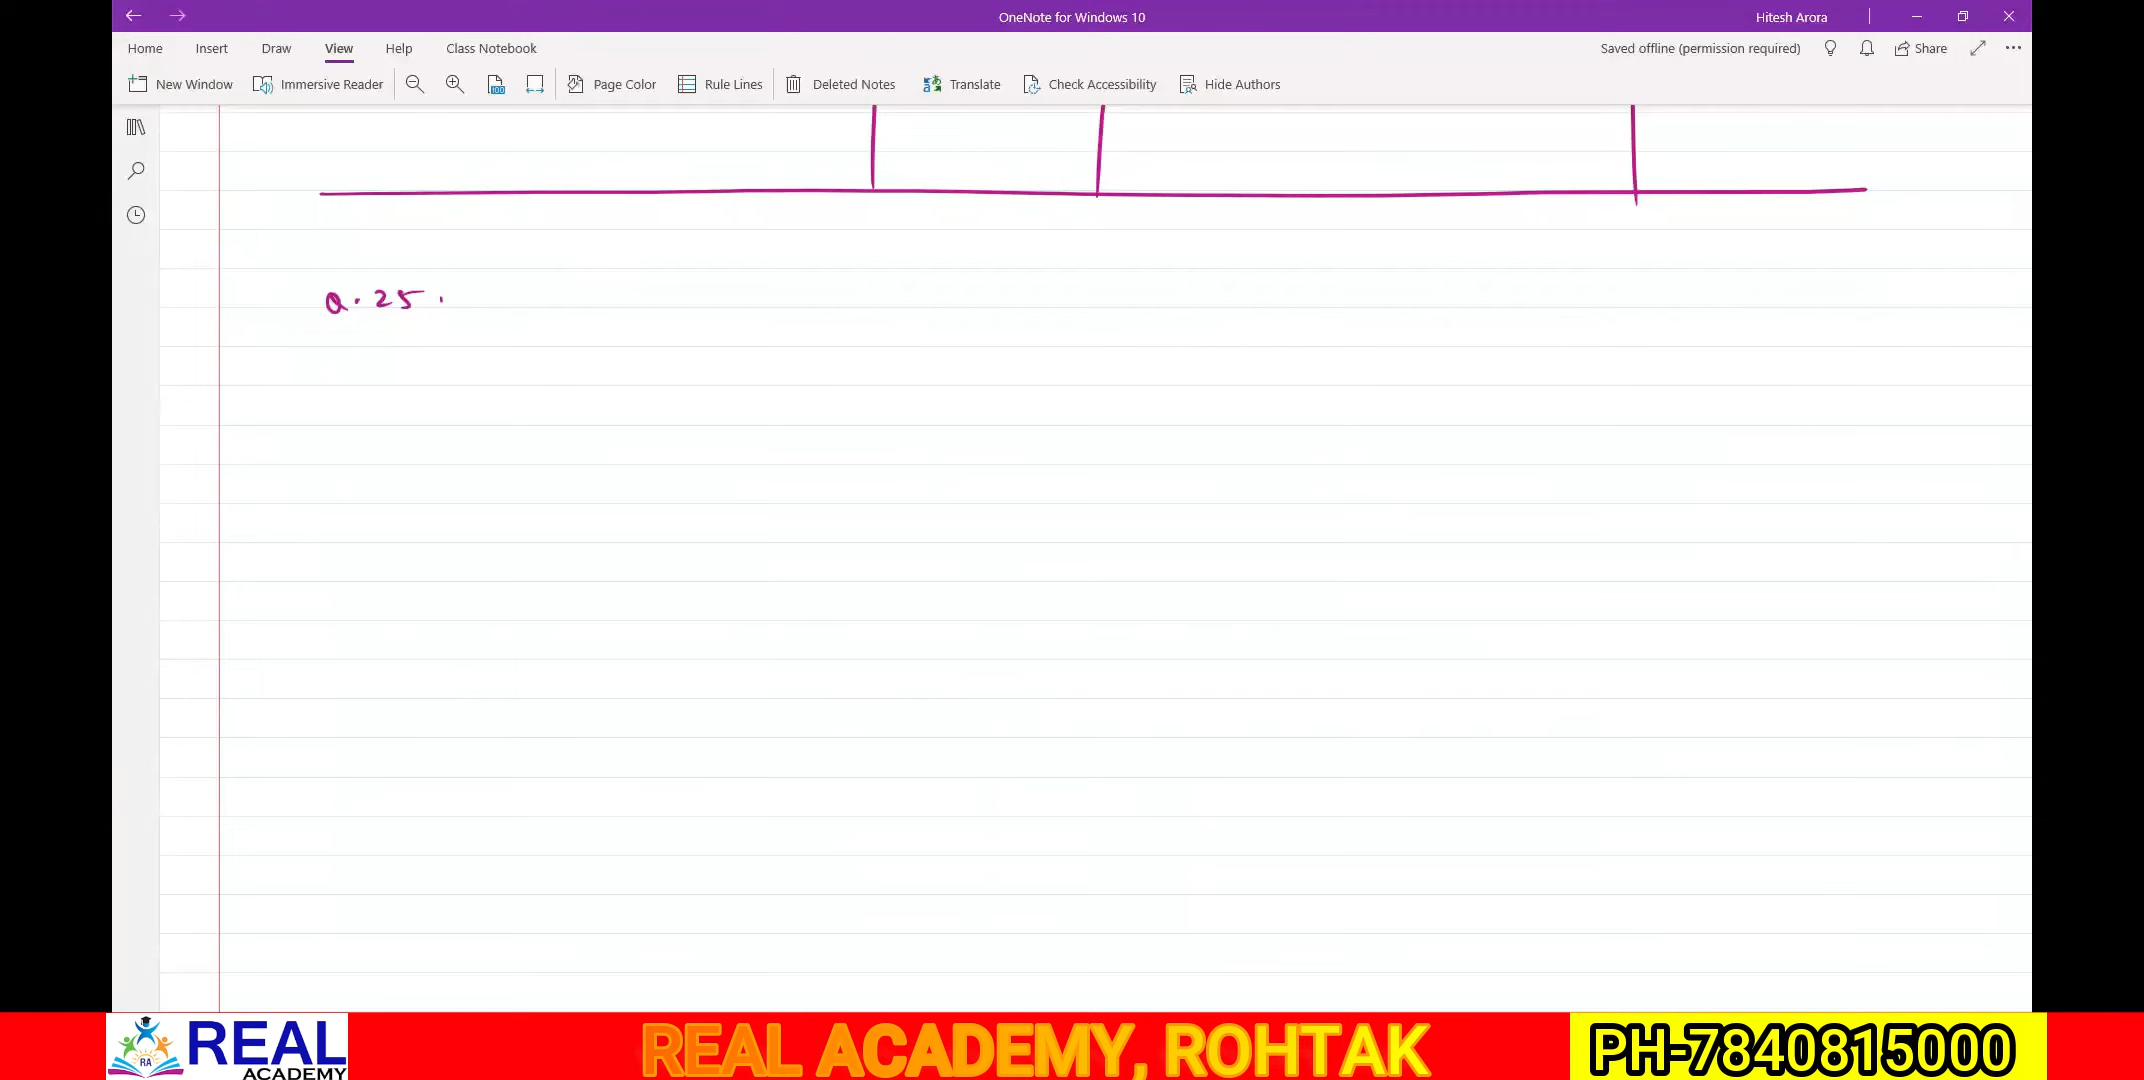 OneNote for Windows 10
Hitesh Arora
Home Insert Draw View Help Class Notebook
Saved offline (permission required) Share
New Window Immersive Reader Page Color Rule Lines Deleted Notes Translate Check Accessibility Hide Authors
Q. 25.
RA REAL ACADEMY
REAL ACADEMY, ROHTAK
PH-7840815000